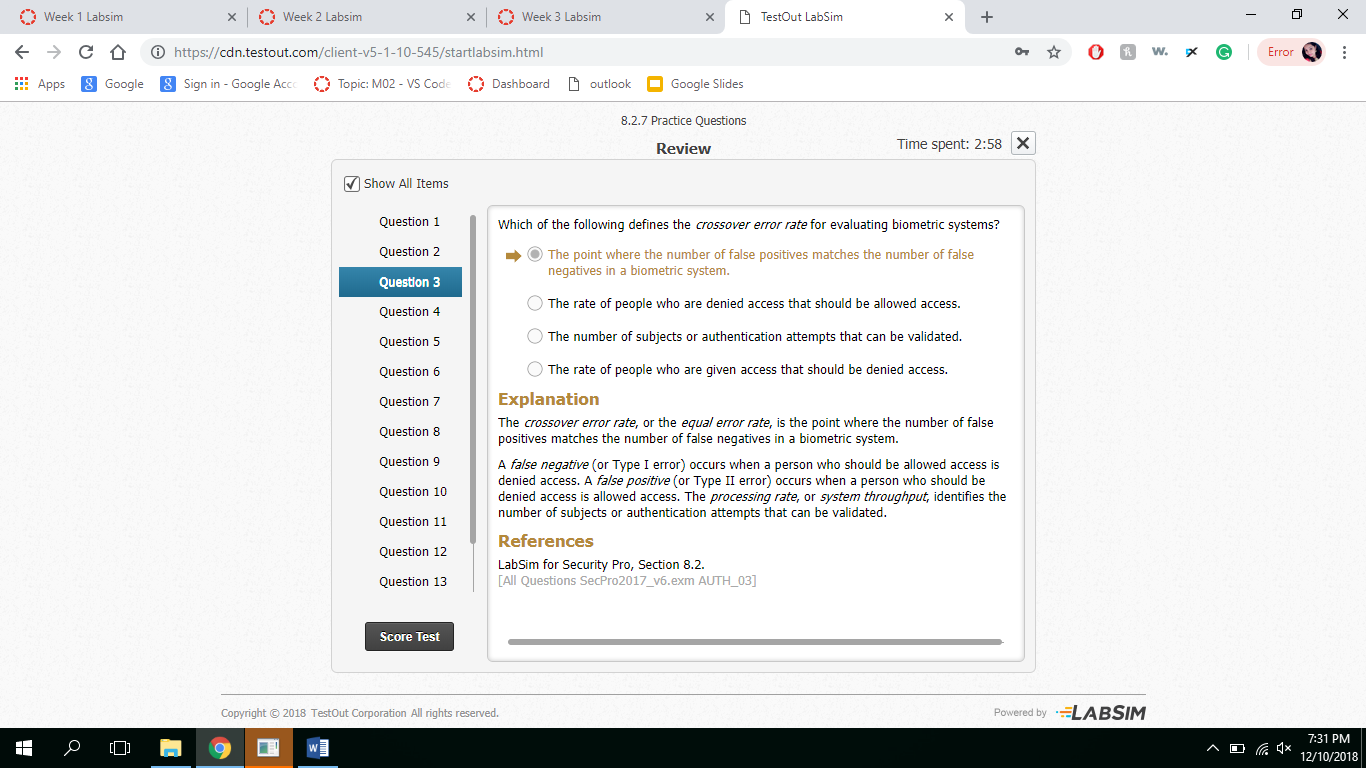 Week 1 Labsim
Week 2 Labsim
Week 3 Labsim
TestOut LabSim
https://cdn.testout.com/client-v5-1-10-545/startlabsim.html
Error
Apps
Google
Sign in - Google Acco
Topic: M02 - VS Code
Dashboard
outlook
Google Slides
8.2.7 Practice Questions
Review
Time spent: 2:58
Show All Items
Question 1
Question 2
Question 3
Question 4
Question 5
Question 6
Question 7
Question 8
Question 9
Question 10
Question 11
Question 12
Question 13
Score Test
Which of the following defines the crossover error rate for evaluating biometric systems?
The point where the number of false positives matches the number of false
negatives in a biometric system.
The rate of people who are denied access that should be allowed access.
The number of subjects or authentication attempts that can be validated.
The rate of people who are given access that should be denied access.
Explanation
The crossover error rate, or the equal error rate, is the point where the number of false
positives matches the number of false negatives in a biometric system.
A false negative (or Type I error) occurs when a person who should be allowed access is
denied access. A false positive (or Type II error) occurs when a person who should be
denied access is allowed access. The processing rate, or system throughput, identifies the
number of subjects or authentication attempts that can be validated.
References
LabSim for Security Pro, Section 8.2.
[All Questions SecPro2017_v6.exm AUTH_03]
Copyright © 2018 TestOut Corporation All rights reserved.
Powered by LABSIM
7:31 PM
12/10/2018